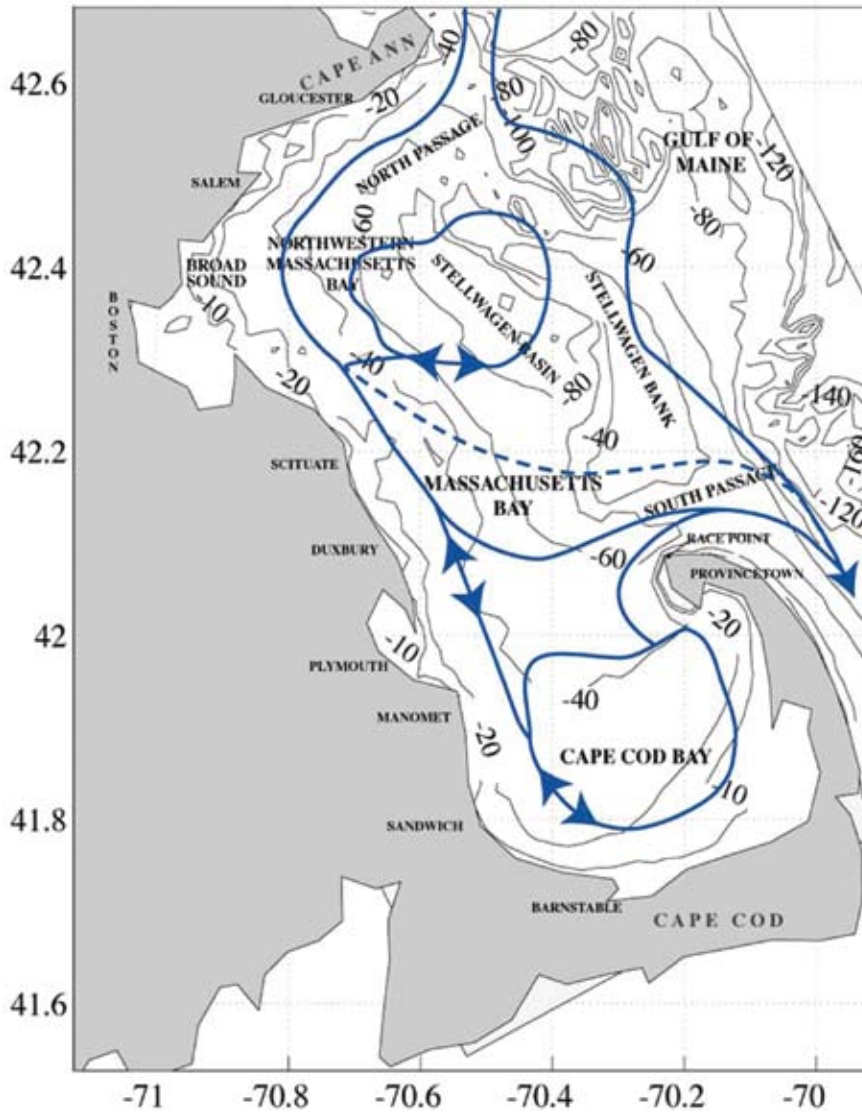 -40
-80
CAPE ANN
42.6
GLOUCESTER
-20
-80
-100
GULF OF
MAINE
-120
NORTH PASSAGE
SALEM
-60
-80
NORTHWESTERN
MASSACHUSETTS
BAY
42.4
BROAD
SOUND
-60
STELLWAGEN BASIN
STELLWAGEN BANK
BOSTON
-10
-40
-20
-80
-140
-40
42.2
SCITUATE
-160
MASSACHUSETTS
BAY
SOUTH PASSAGE
-120
DUXBURY
-60
RACE POINT
PROVINCETOWN
42
-20
-10
PLYMOUTH
-40
MANOMET
-20
CAPE COD BAY
-10
41.8
SANDWICH
BARNSTABLE
CAPE COD
41.6
-71
-70.8
-70.6
-70.4
-70.2
-70